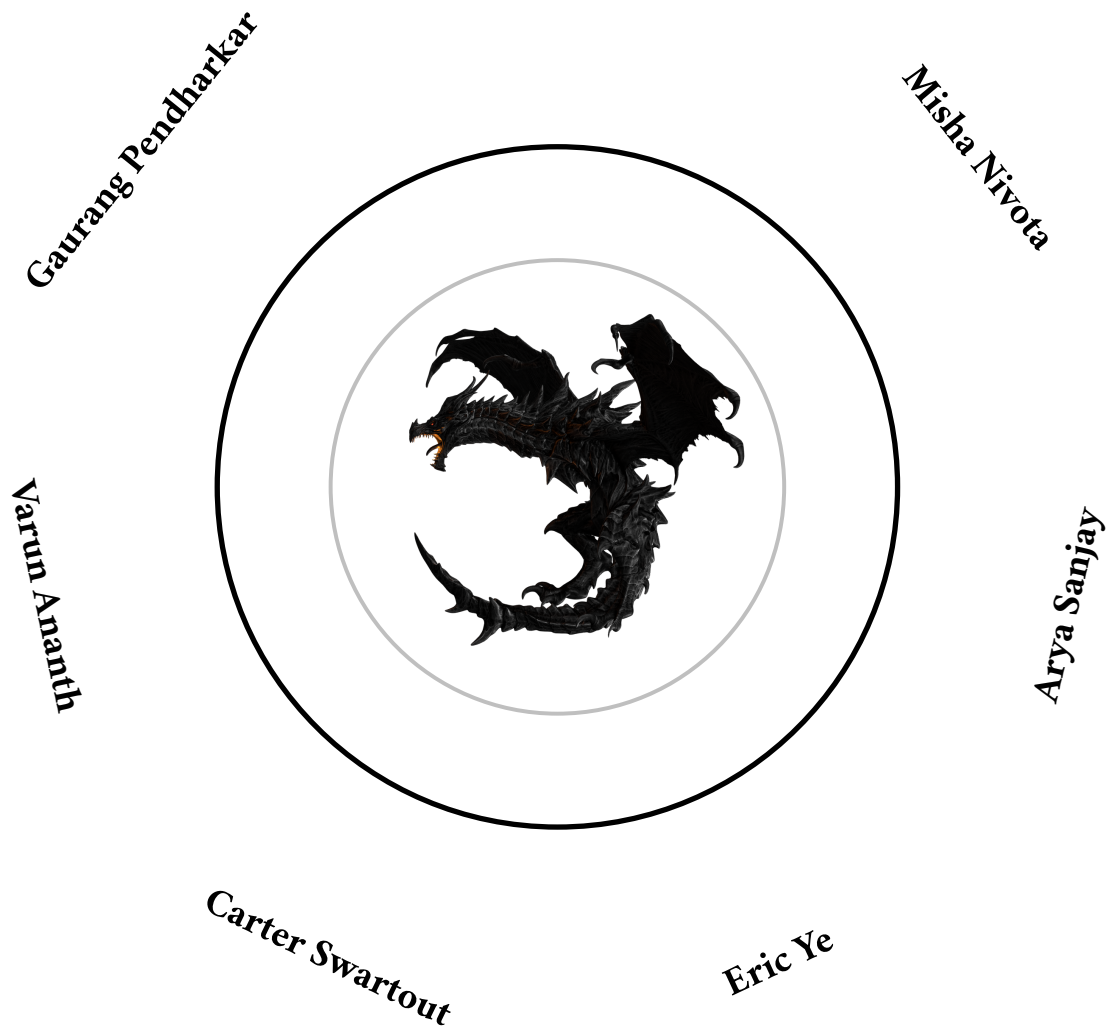 Gaurang Pendharkar
Misha Nivota
Varun Ananth
Arya Sanjay
Carter Swartout
Eric Ye